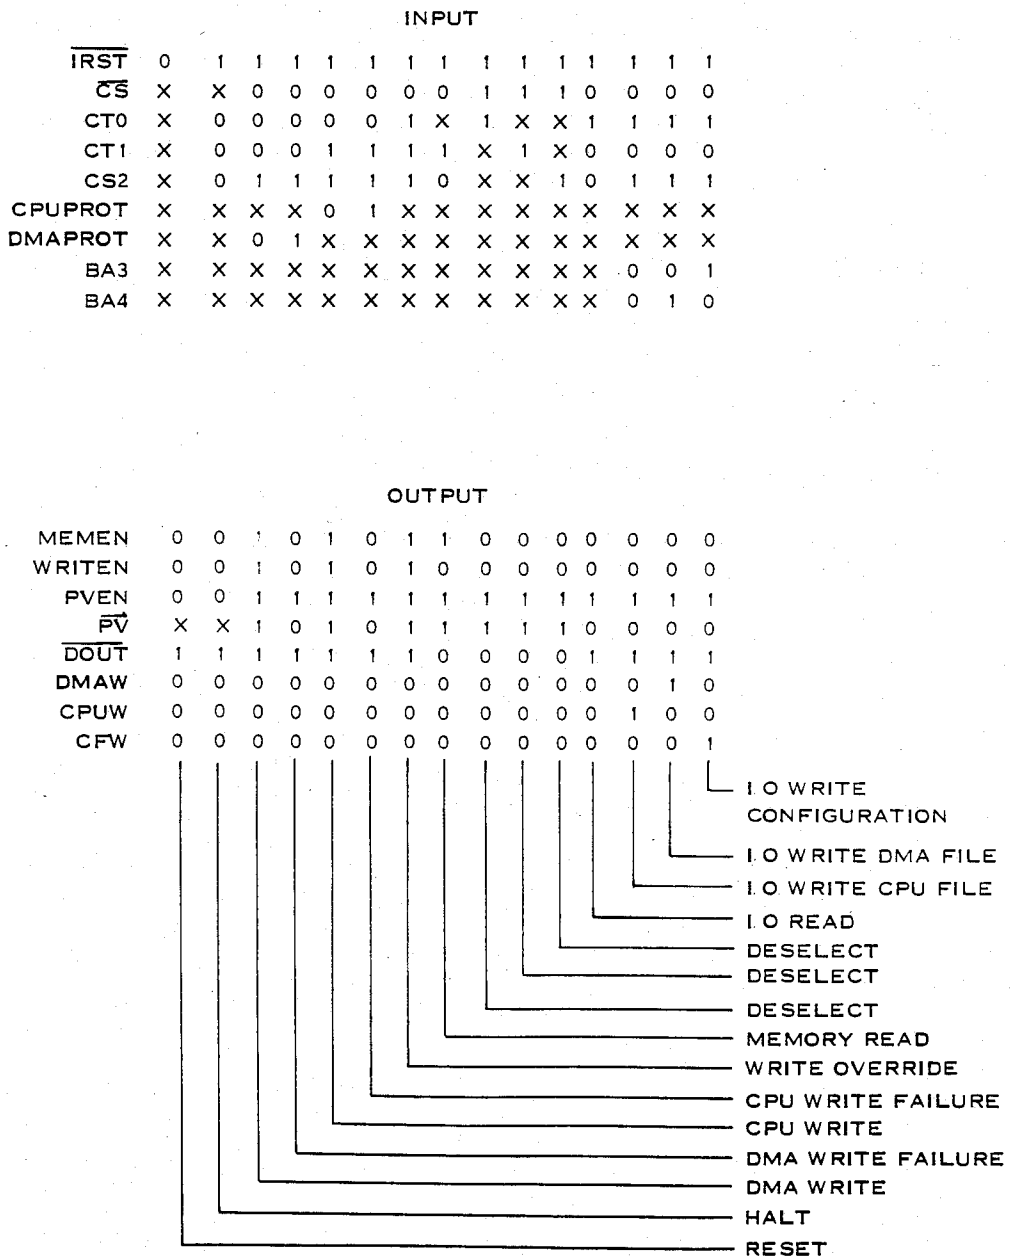 INPUT
IRST 0 1 1 1 1 1 1 1 1 1 1 1 1 1 1
CS X X 0 0 0 0 0 0 1 1 1 0 0 0 0
CT0 X 0 0 0 0 0 1 X 1 X X 1 1 1 1
CT1 X 0 0 0 1 1 1 1 X 1 X 0 0 0 0
CS2 X 0 1 1 1 1 1 0 X X 1 0 1 1 1
CPUPROT X X X X 0 1 X X X X X X X X X
DMAPROT X X 0 1 X X X X X X X X X X X
BA3 X X X X X X X X X X X X 0 0 1
BA4 X X X X X X X X X X X X 0 1 0
OUTPUT
MEMEN 0 0 1 0 1 0 1 1 0 0 0 0 0 0 0
WRITEN 0 0 1 0 1 0 1 0 0 0 0 0 0 0 0
PVEN 0 0 1 1 1 1 1 1 1 1 1 1 1 1 1
PV X X 1 0 1 0 1 1 1 1 1 0 0 0 0
DOUT 1 1 1 1 1 1 1 0 0 0 0 1 1 1 1
DMAW 0 0 0 0 0 0 0 0 0 0 0 0 0 1 0
CPUW 0 0 0 0 0 0 0 0 0 0 0 0 1 0 0
CFW 0 0 0 0 0 0 0 0 0 0 0 0 0 0 1
I.O WRITE
CONFIGURATION
I.O WRITE DMA FILE
I.O WRITE CPU FILE
I.O READ
DESELECT
DESELECT
DESELECT
MEMORY READ
WRITE OVERRIDE
CPU WRITE FAILURE
CPU WRITE
DMA WRITE FAILURE
DMA WRITE
HALT
RESET